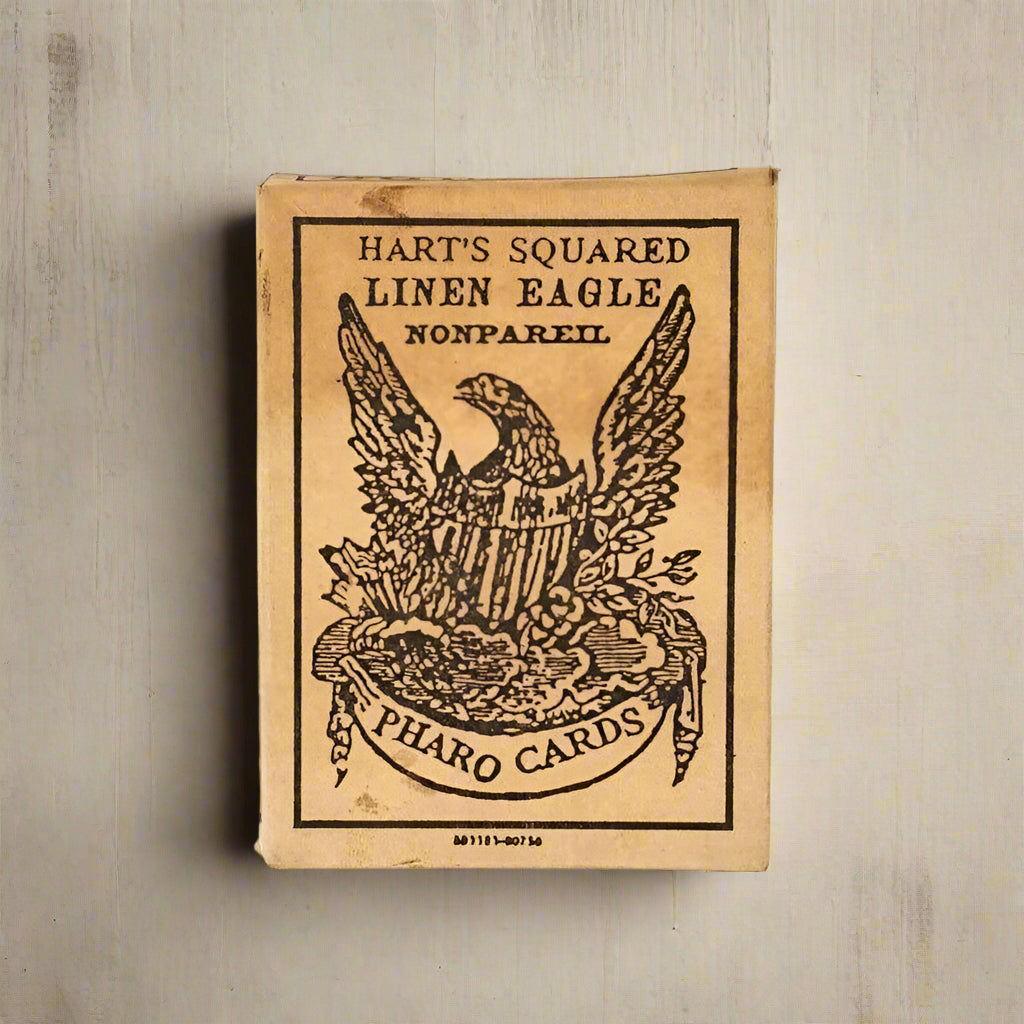 HART'S SQUARED
LINEN EAGLE
NONPAREIL
PHARO CARDS